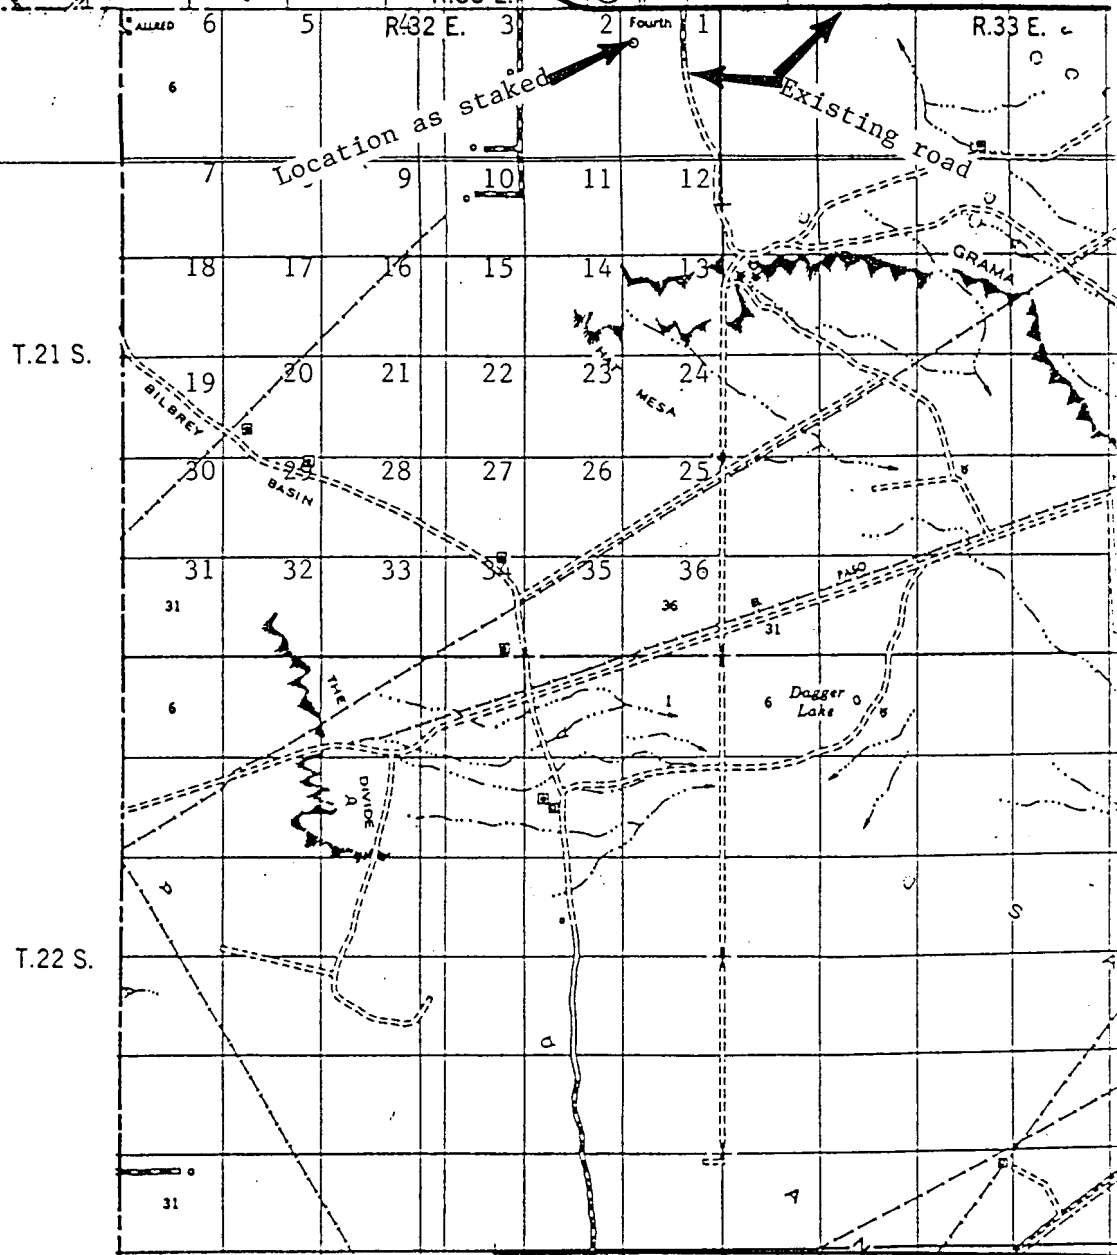 ALLRED 6 5 R.32 E. 4 3 2 Fourth 1 R.33 E.
6
Location as staked
Existing road
7 9 10 11 12
18 17 16 15 14 13 GRAMA
T.21 S.
19 20 21 22 23 24
HAT MESA
BILBREY BASIN
30 29 28 27 26 25
31 32 33 34 35 36
PASO
31 36 31
THE DIVIDE
6 1 6 Dagger Lake
T.22 S.
31